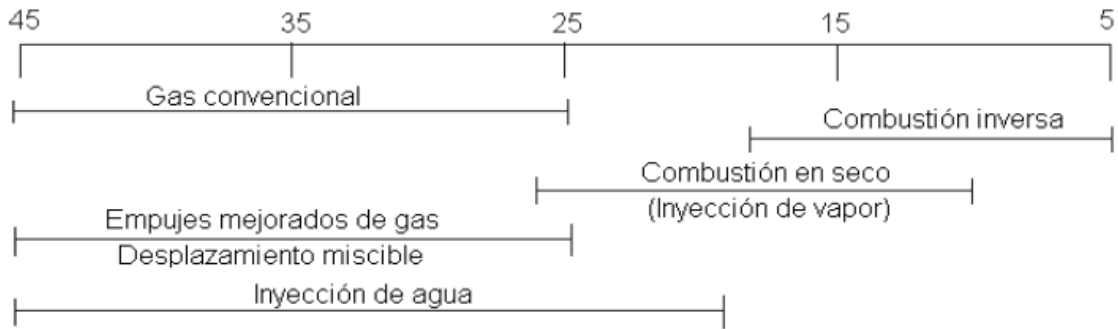 45 35 25 15 5
Gas convencional
Combustión inversa
Combustión en seco
(Inyección de vapor)
Empujes mejorados de gas
Desplazamiento miscible
Inyección de agua